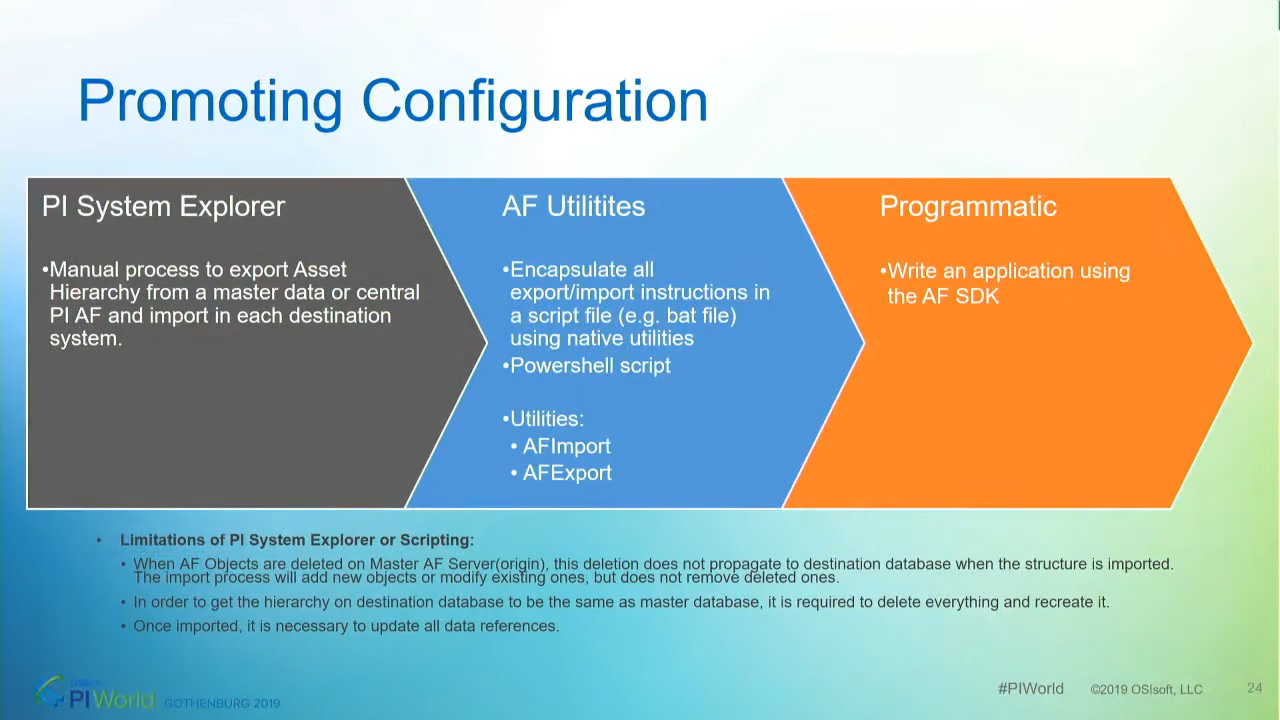 Promoting Configuration
PI System Explorer
•Manual process to export Asset
Hierarchy from a master data or central
PI AF and import in each destination
system.
AF Utilitites
•Encapsulate all
export/import instructions in
a script file (e.g. bat file)
using native utilities
•Powershell script
•Utilities:
• AFImport
• AFExport
Programmatic
•Write an application using
the AF SDK
• Limitations of PI System Explorer or Scripting:
• When AF Objects are deleted on Master AF Server(origin), this deletion does not propagate to destination database when the structure is imported.
The import process will add new objects or modify existing ones, but does not remove deleted ones.
• In order to get the hierarchy on destination database to be the same as master database, it is required to delete everything and recreate it.
• Once imported, it is necessary to update all data references.
OSIsoft
PI World GOTHENBURG 2019
#PIWorld ©2019 OSIsoft, LLC 24